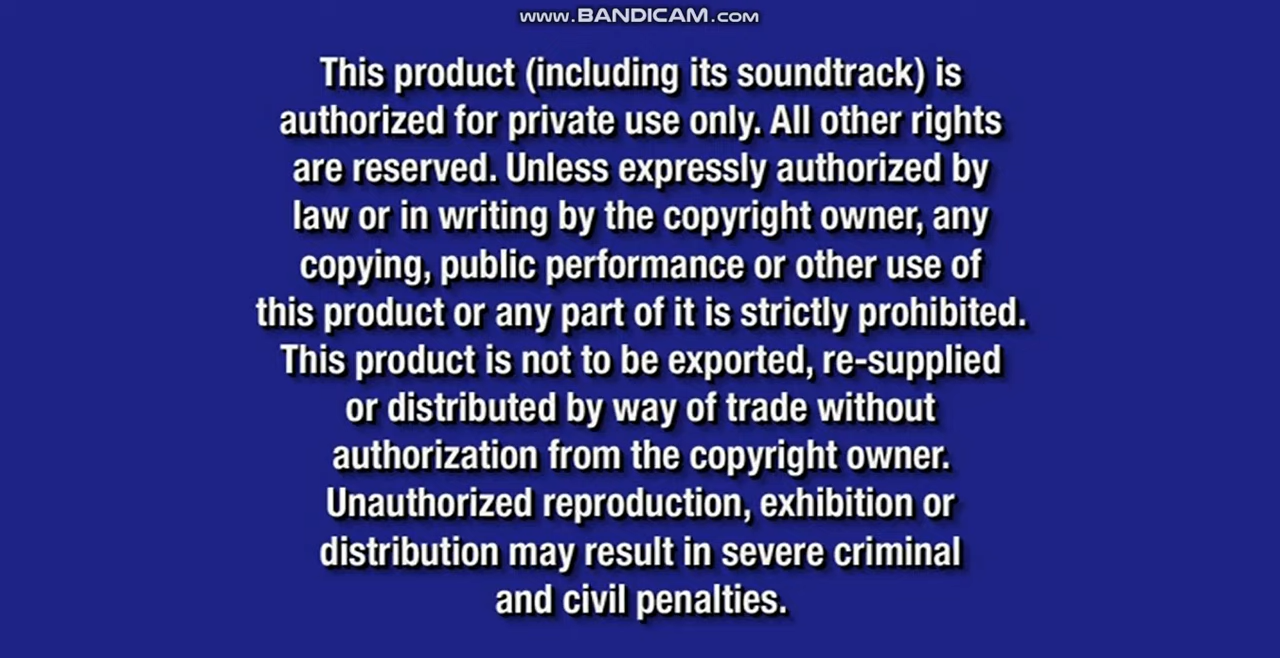 www.BANDICAM.com
This product (including its soundtrack) is
authorized for private use only. All other rights
are reserved. Unless expressly authorized by
law or in writing by the copyright owner, any
copying, public performance or other use of
this product or any part of it is strictly prohibited.
This product is not to be exported, re-supplied
or distributed by way of trade without
authorization from the copyright owner.
Unauthorized reproduction, exhibition or
distribution may result in severe criminal
and civil penalties.